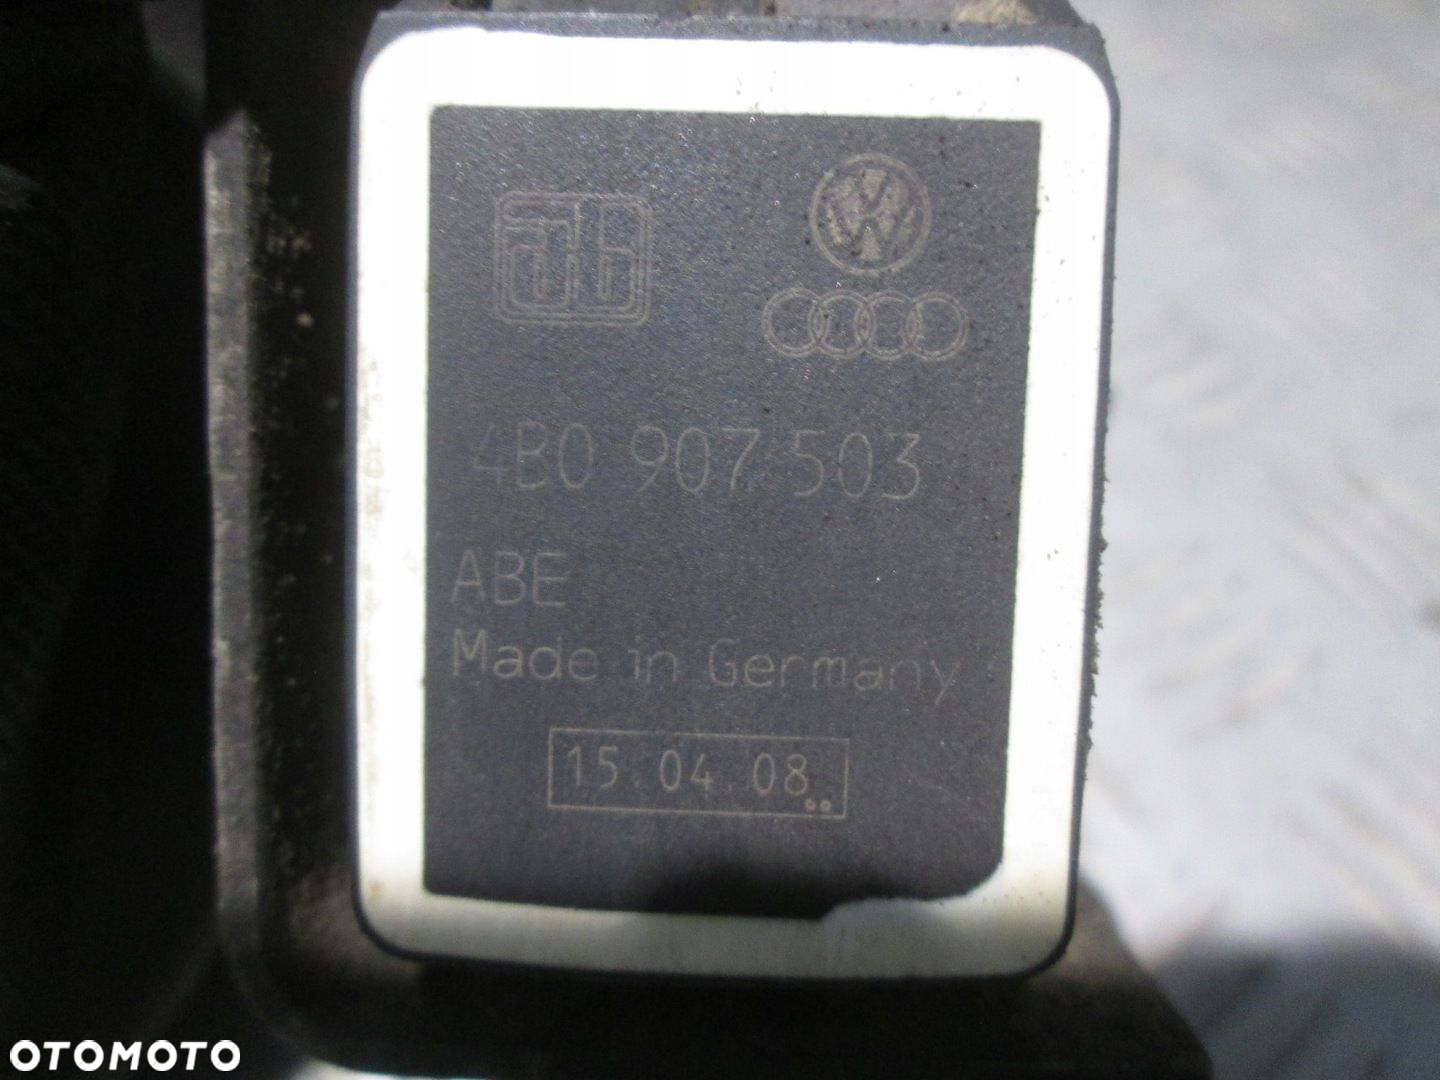 4B0 907 503
ABE
Made in Germany
15.04.08
OTOMOTO